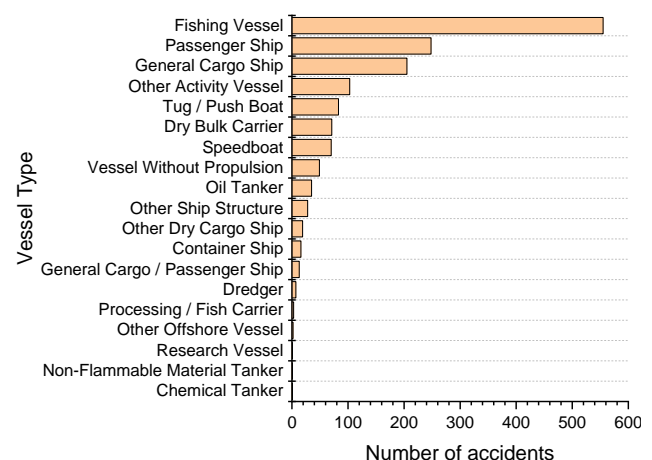 Fishing Vessel
Passenger Ship
General Cargo Ship
Other Activity Vessel
Tug / Push Boat
Dry Bulk Carrier
Speedboat
Vessel Without Propulsion
Oil Tanker
Other Ship Structure
Other Dry Cargo Ship
Container Ship
General Cargo / Passenger Ship
Dredger
Processing / Fish Carrier
Other Offshore Vessel
Research Vessel
Non-Flammable Material Tanker
Chemical Tanker
Vessel Type
0 100 200 300 400 500 600
Number of accidents